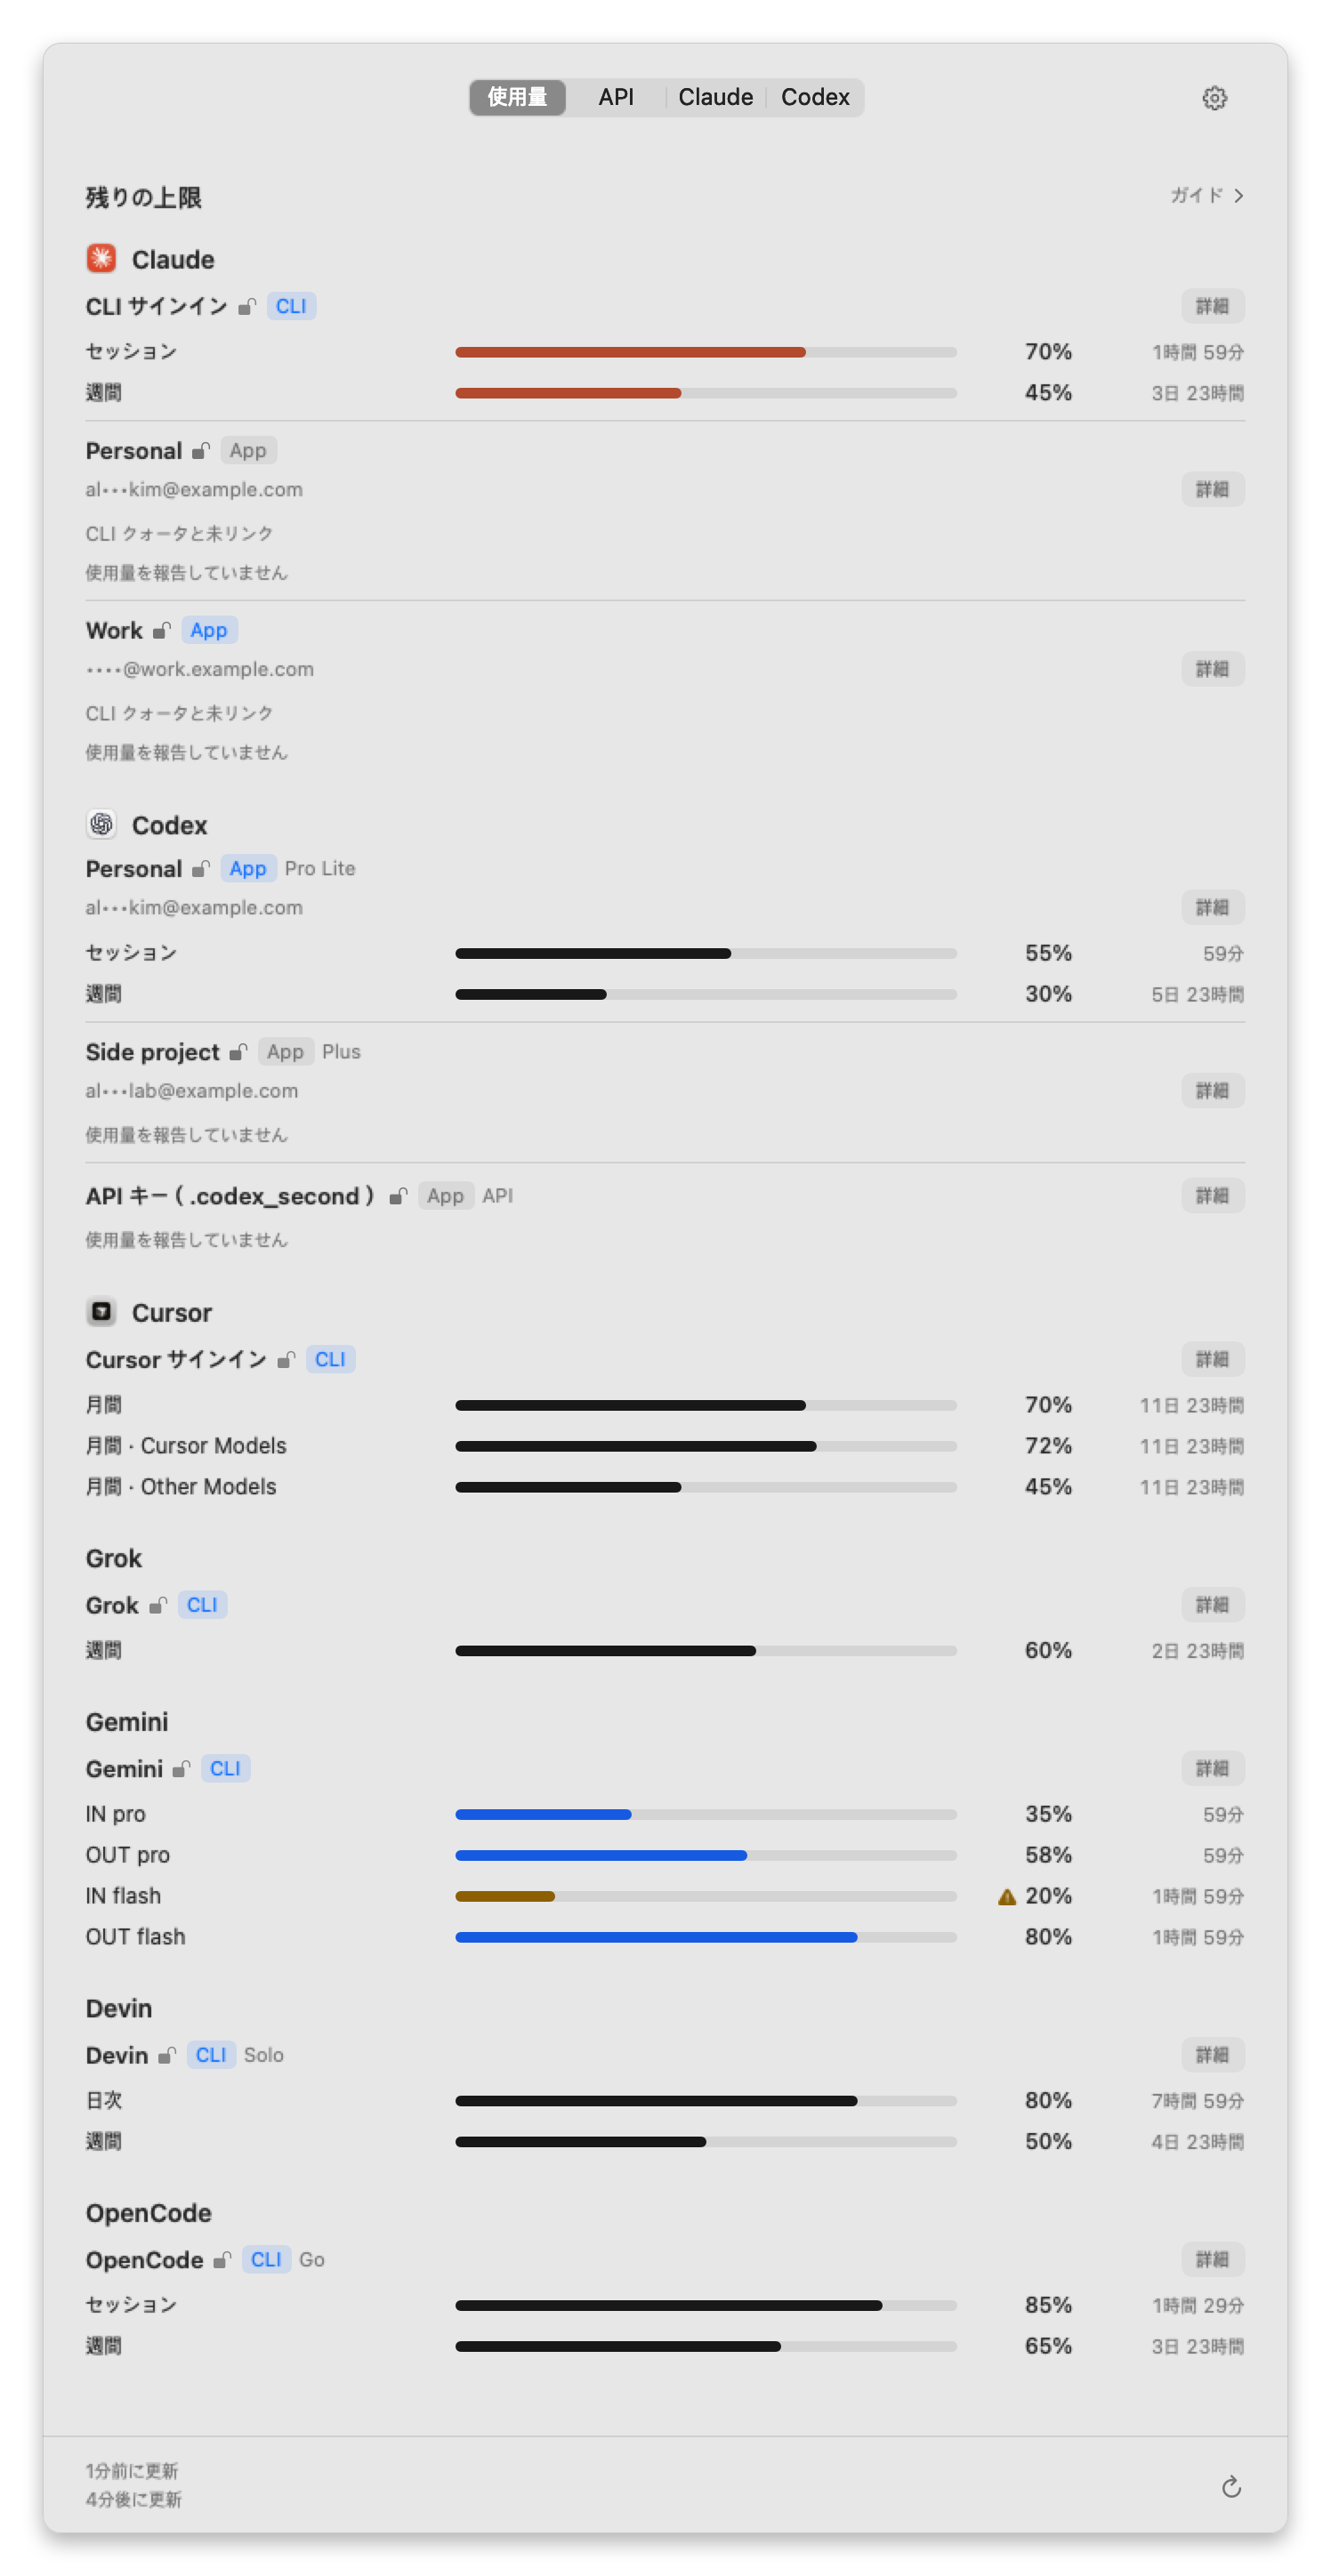 使用量 API Claude Codex
残りの上限 ガイド
Claude
CLI サインイン CLI 詳細
セッション 70% 1時間 59分
週間 45% 3日 23時間
Personal App
al•••kim@example.com 詳細
CLI クォータと未リンク
使用量を報告していません
Work App
••••@work.example.com 詳細
CLI クォータと未リンク
使用量を報告していません
Codex
Personal App Pro Lite
al•••kim@example.com 詳細
セッション 55% 59分
週間 30% 5日 23時間
Side project App Plus
al•••lab@example.com 詳細
使用量を報告していません
API キー ( .codex_second ) App API 詳細
使用量を報告していません
Cursor
Cursor サインイン CLI 詳細
月間 70% 11日 23時間
月間 · Cursor Models 72% 11日 23時間
月間 · Other Models 45% 11日 23時間
Grok
Grok CLI 詳細
週間 60% 2日 23時間
Gemini
Gemini CLI 詳細
IN pro 35% 59分
OUT pro 58% 59分
IN flash 20% 1時間 59分
OUT flash 80% 1時間 59分
Devin
Devin CLI Solo 詳細
日次 80% 7時間 59分
週間 50% 4日 23時間
OpenCode
OpenCode CLI Go 詳細
セッション 85% 1時間 29分
週間 65% 3日 23時間
1分前に更新
4分後に更新